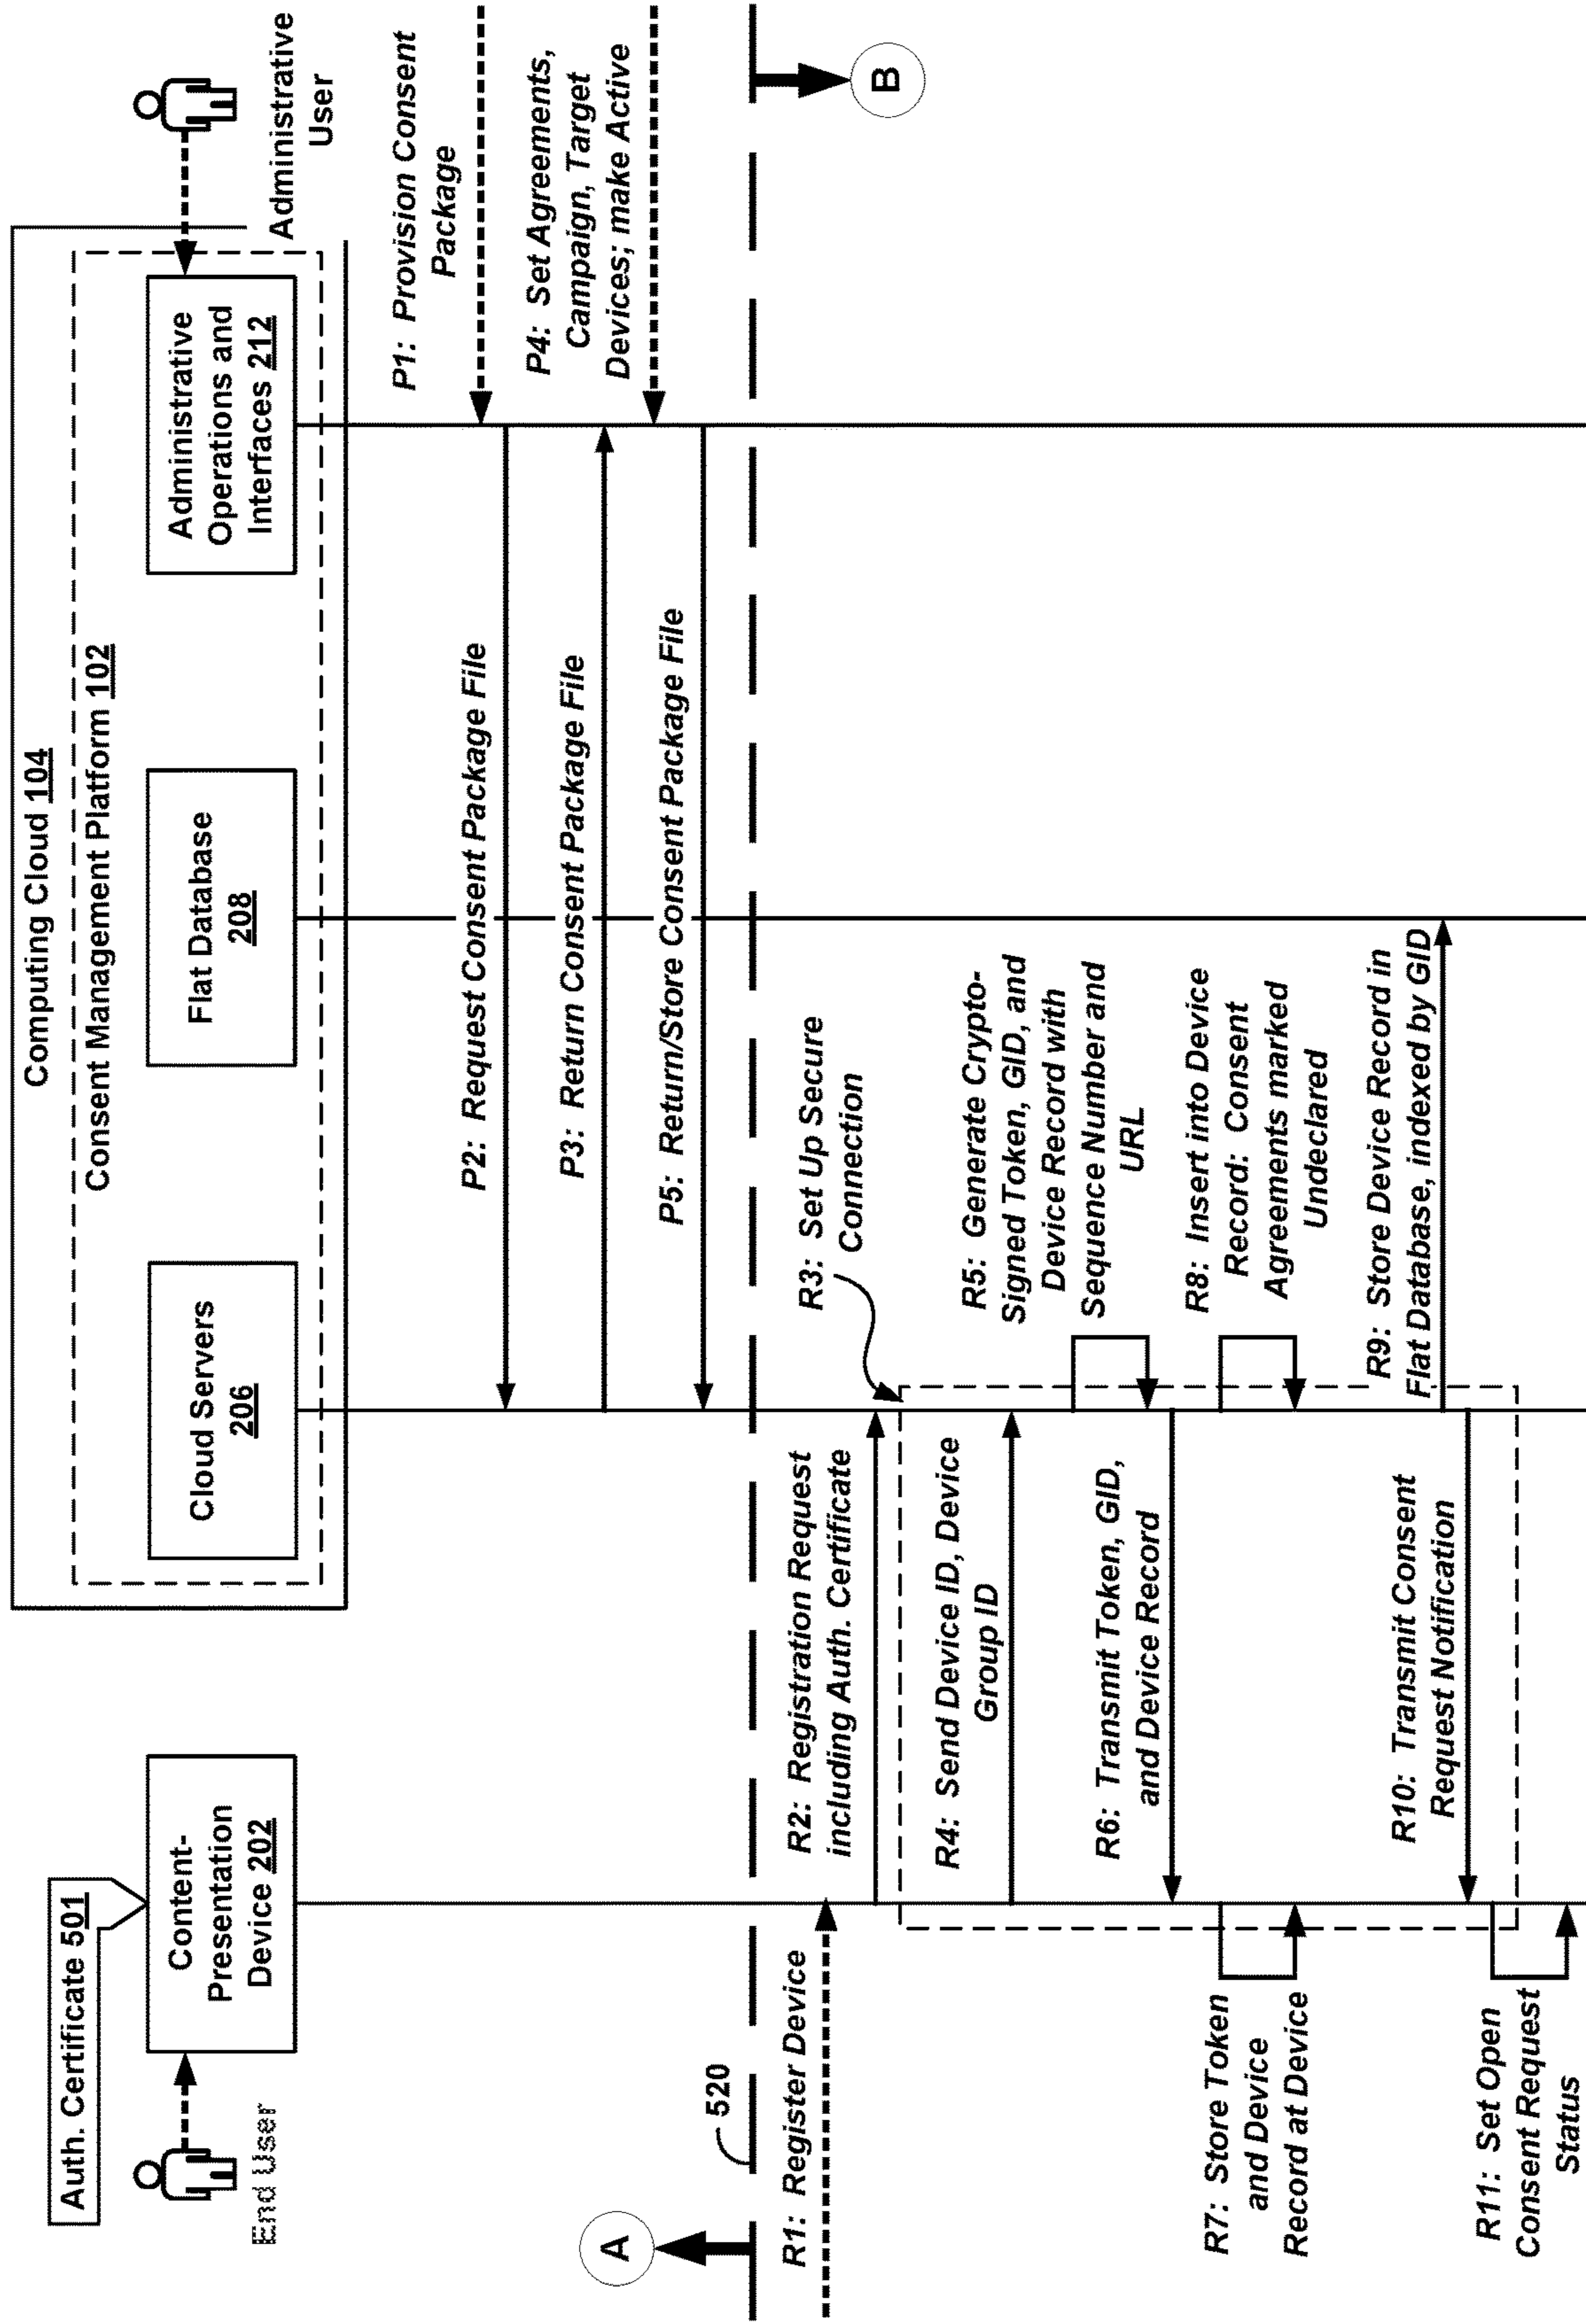 Computing Cloud 104
Consent Management Platform 102
Auth. Certificate 501
Content-
Presentation
Device 202
Cloud Servers
206
Flat Database
208
Administrative
Operations and
Interfaces 212
End User
Administrative
User
P1: Provision Consent
Package
P2: Request Consent Package File
P3: Return Consent Package File
P4: Set Agreements,
Campaign, Target
Devices; make Active
P5: Return/Store Consent Package File
A
520
B
R1: Register Device
R2: Registration Request
including Auth. Certificate
R3: Set Up Secure
Connection
R4: Send Device ID, Device
Group ID
R5: Generate Crypto-
Signed Token, GID, and
Device Record with
Sequence Number and
URL
R6: Transmit Token, GID,
and Device Record
R7: Store Token
and Device
Record at Device
R8: Insert into Device
Record: Consent
Agreements marked
Undeclared
R9: Store Device Record in
Flat Database, indexed by GID
R10: Transmit Consent
Request Notification
R11: Set Open
Consent Request
Status